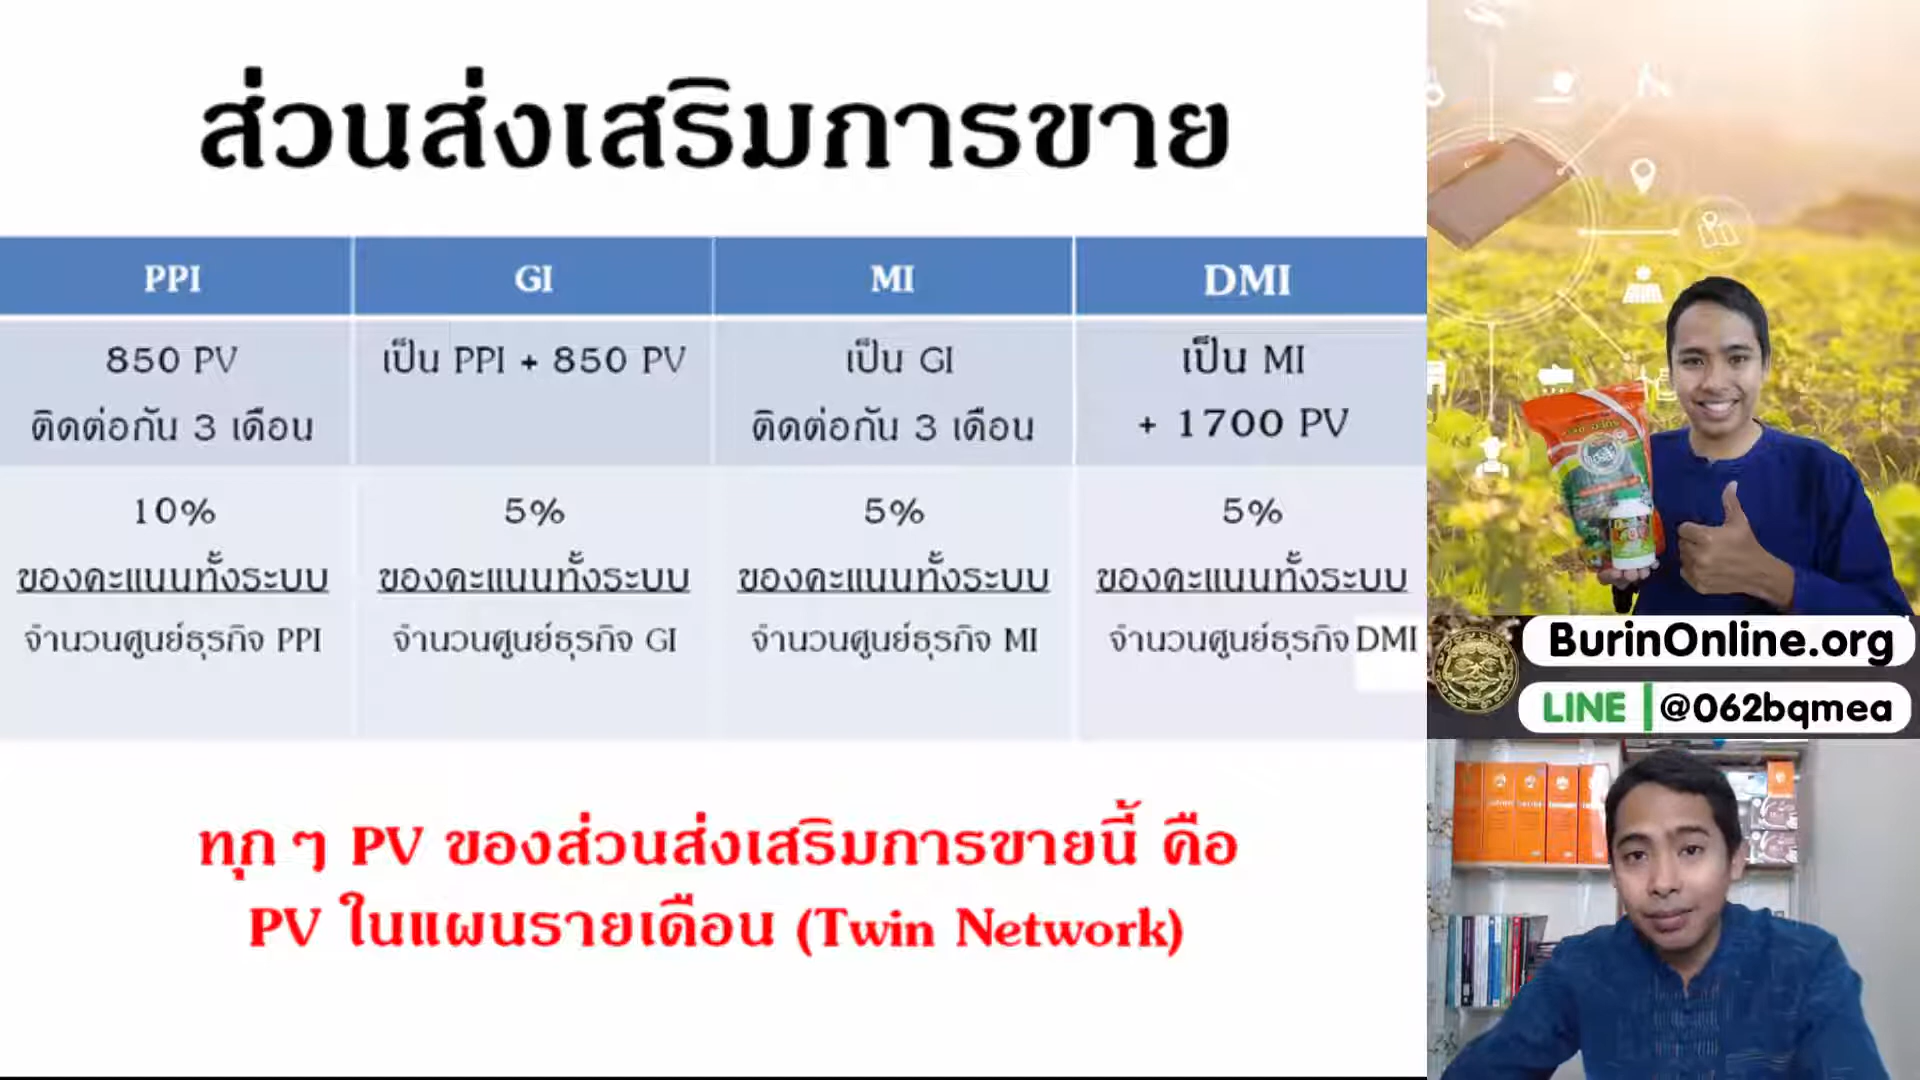 ส่วนส่งเสริมการขาย
PPI GI MI DMI
850 PV เป็น PPI + 850 PV เป็น GI เป็น MI
ติดต่อกัน 3 เดือน ติดต่อกัน 3 เดือน + 1700 PV
10% 5% 5% 5%
ของคะแนนทั้งระบบ ของคะแนนทั้งระบบ ของคะแนนทั้งระบบ ของคะแนนทั้งระบบ
จำนวนศูนย์ธุรกิจ PPI จำนวนศูนย์ธุรกิจ GI จำนวนศูนย์ธุรกิจ MI จำนวนศูนย์ธุรกิจ DMI
ทุก ๆ PV ของส่วนส่งเสริมการขายนี้ คือ
PV ในแผนรายเดือน (Twin Network)
BurinOnline.org
LINE @062bqmea